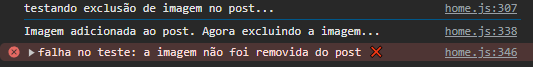 testando exclusão de imagem no post... home.js:307
Imagem adicionada ao post. Agora excluindo a imagem... home.js:338
falha no teste: a imagem não foi removida do post ❌ home.js:346